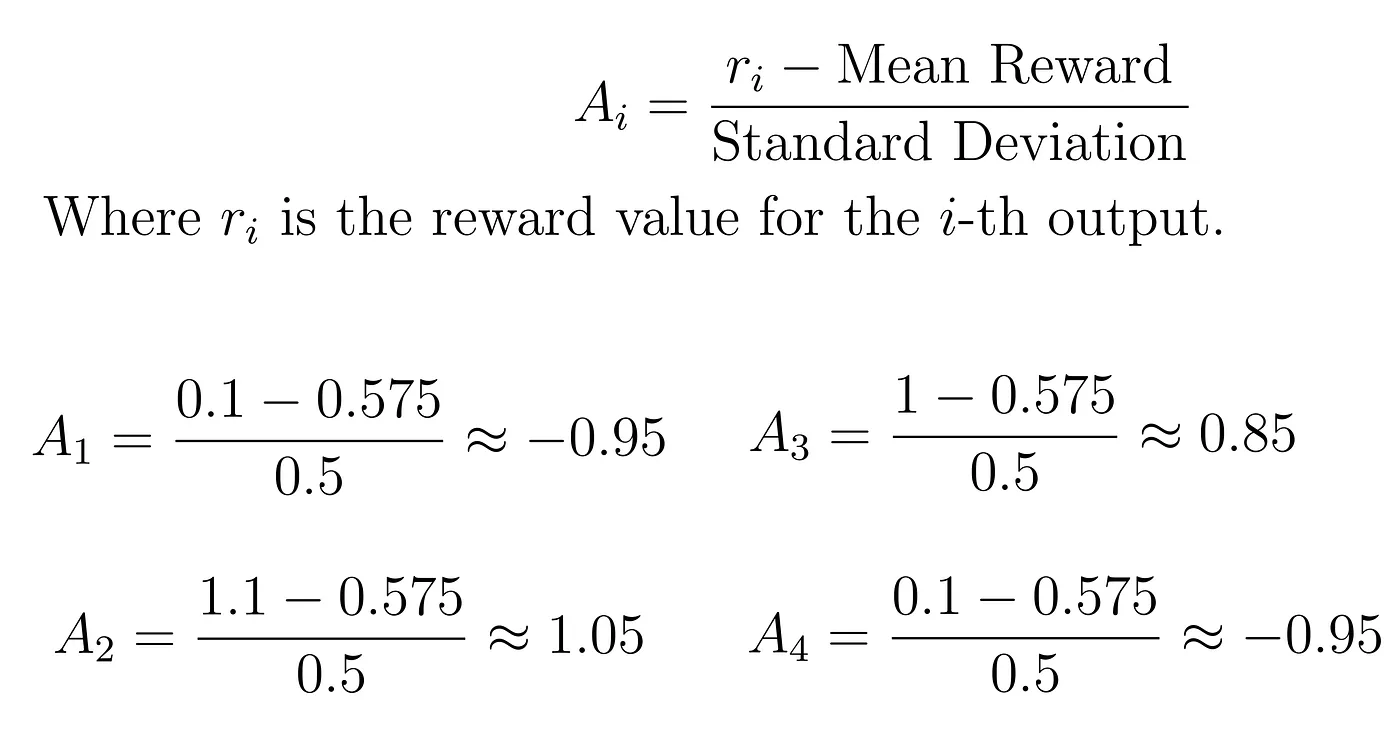 A_i = (r_i − Mean Reward) / (Standard Deviation)
Where r_i is the reward value for the i-th output.
A_1 = (0.1 − 0.575) / 0.5 ≈ −0.95
A_3 = (1 − 0.575) / 0.5 ≈ 0.85
A_2 = (1.1 − 0.575) / 0.5 ≈ 1.05
A_4 = (0.1 − 0.575) / 0.5 ≈ −0.95